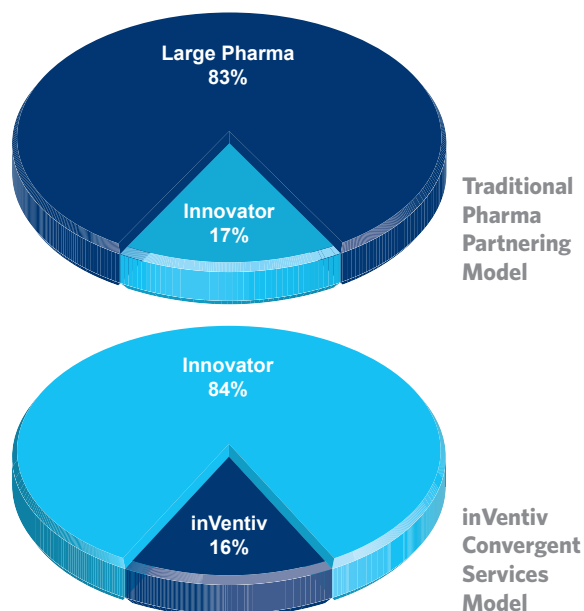 Large Pharma
83%
Innovator
17%
Traditional
Pharma
Partnering
Model
Innovator
84%
inVentiv
16%
inVentiv
Convergent
Services
Model